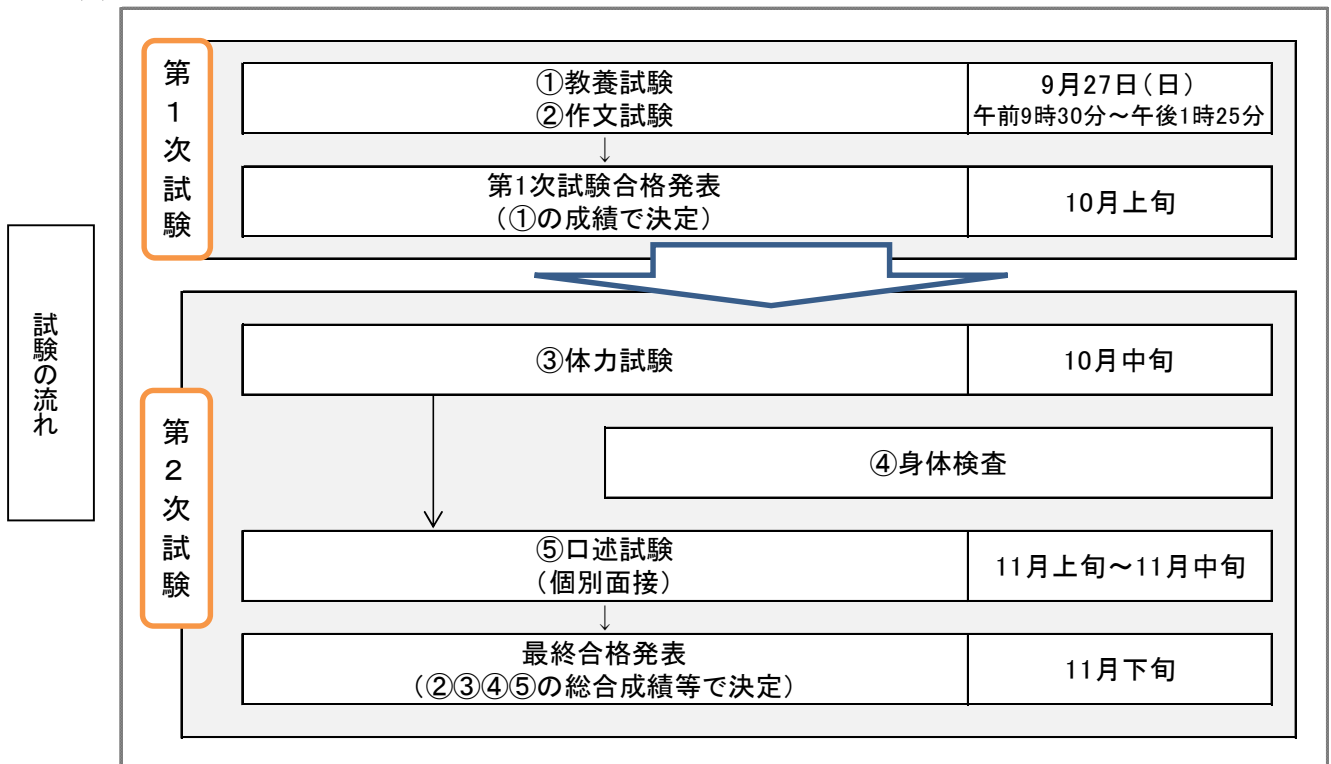 試験の流れ
第1次試験
①教養試験
②作文試験
9月27日(日)
午前9時30分～午後1時25分
↓
第1次試験合格発表
(①の成績で決定)
10月上旬
第2次試験
③体力試験
10月中旬
④身体検査
⑤口述試験
(個別面接)
11月上旬～11月中旬
↓
最終合格発表
(②③④⑤の総合成績等で決定)
11月下旬